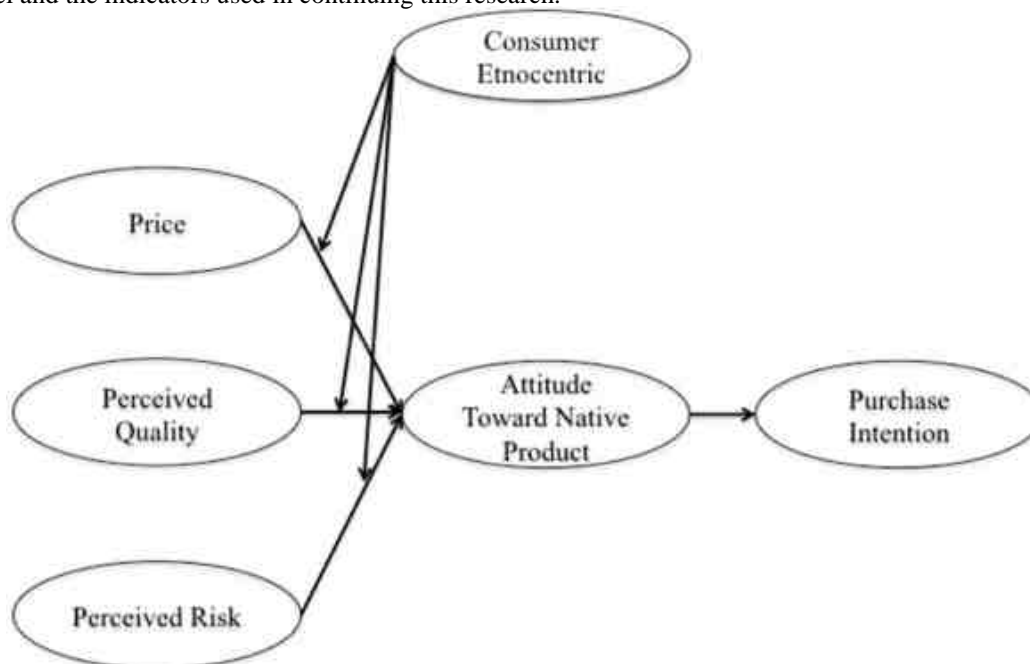 el and the indicators used in continuing this research.
Consumer
Etnocentric
Price
Perceived
Quality
Attitude
Toward Native
Product
Purchase
Intention
Perceived Risk